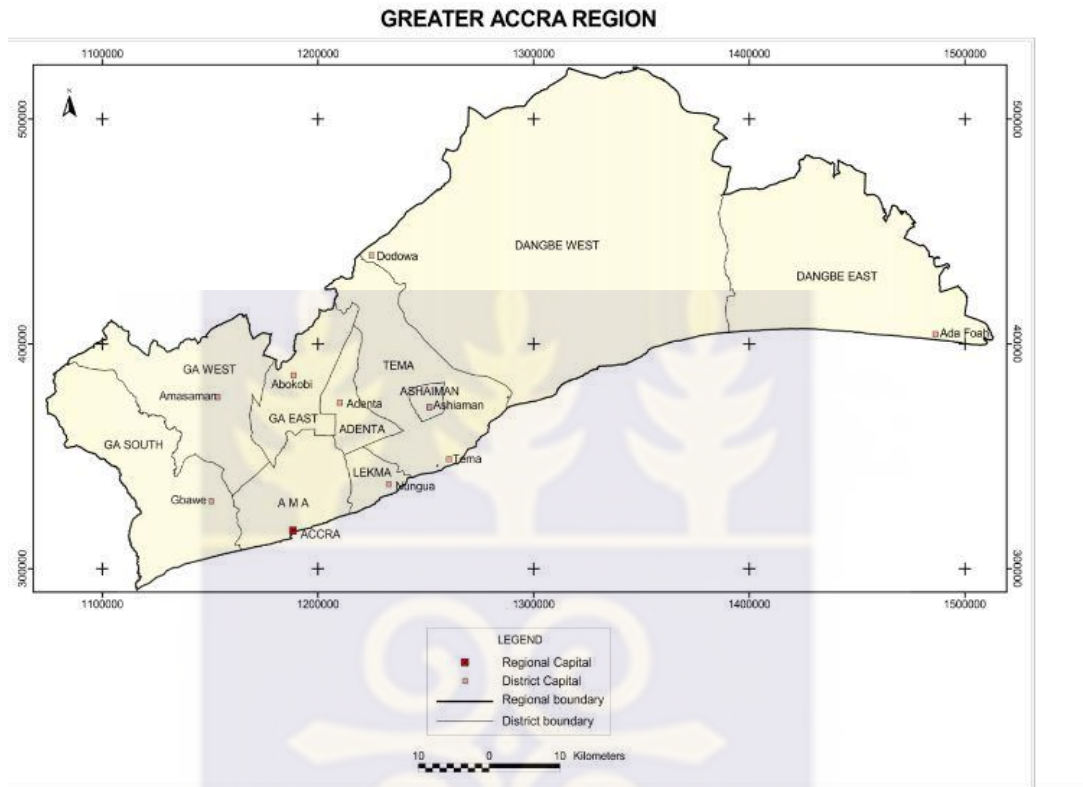 GREATER ACCRA REGION
1100000 1200000 1300000 1400000 1500000
N
500000 500000
DANGBE WEST
Dodowa
DANGBE EAST
Ada Foah
400000 400000
TEMA
GA WEST
Abokobi
ASHAIMAN
Amasaman
Adenta
Ashiaman
GA EAST
ADENTA
GA SOUTH
Tema
LEKMA
Nungua
Gbawe
A M A
ACCRA
300000 300000
1100000 1200000 1300000 1400000 1500000
LEGEND
Regional Capital
District Capital
Regional boundary
District boundary
10 0 10 Kilometers